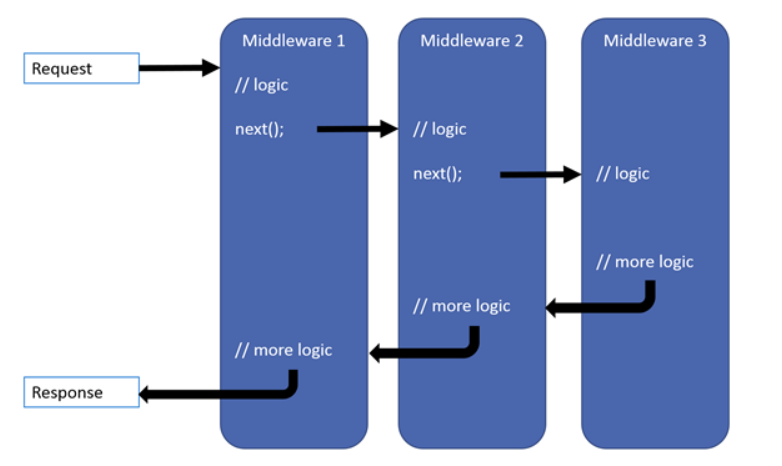 Middleware 1
Middleware 2
Middleware 3
Request
// logic
next();
// logic
next();
// logic
// more logic
// more logic
// more logic
Response